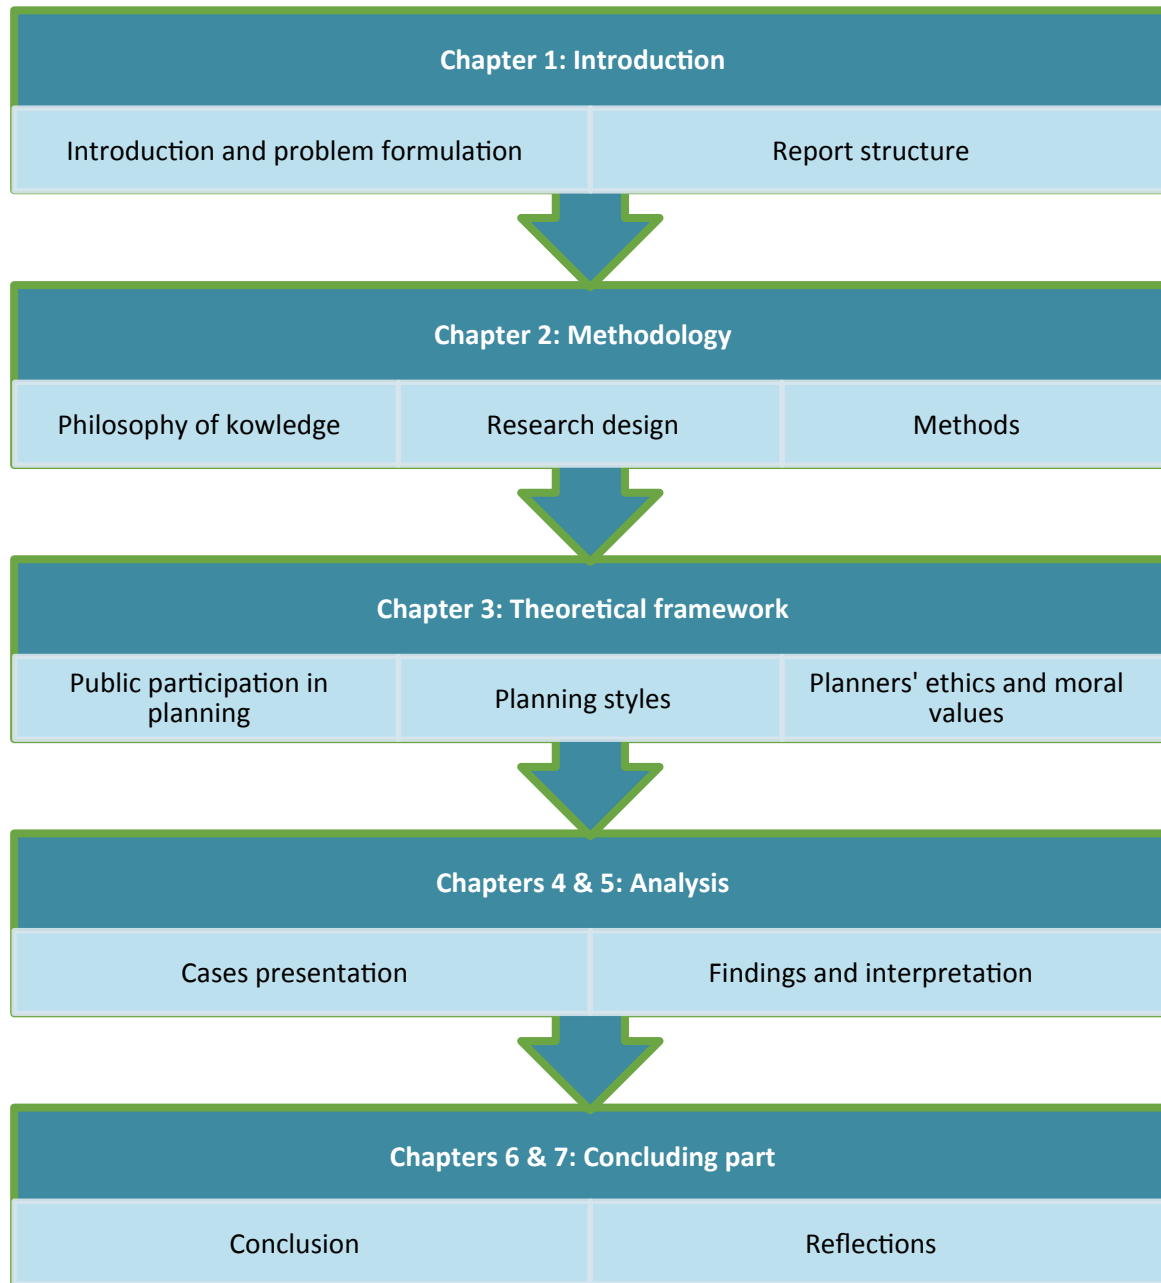 Chapter 1: Introduction
Introduction and problem formulation
Report structure
Chapter 2: Methodology
Philosophy of kowledge
Research design
Methods
Chapter 3: Theoretical framework
Public participation in
planning
Planning styles
Planners' ethics and moral
values
Chapters 4 & 5: Analysis
Cases presentation
Findings and interpretation
Chapters 6 & 7: Concluding part
Conclusion
Reflections